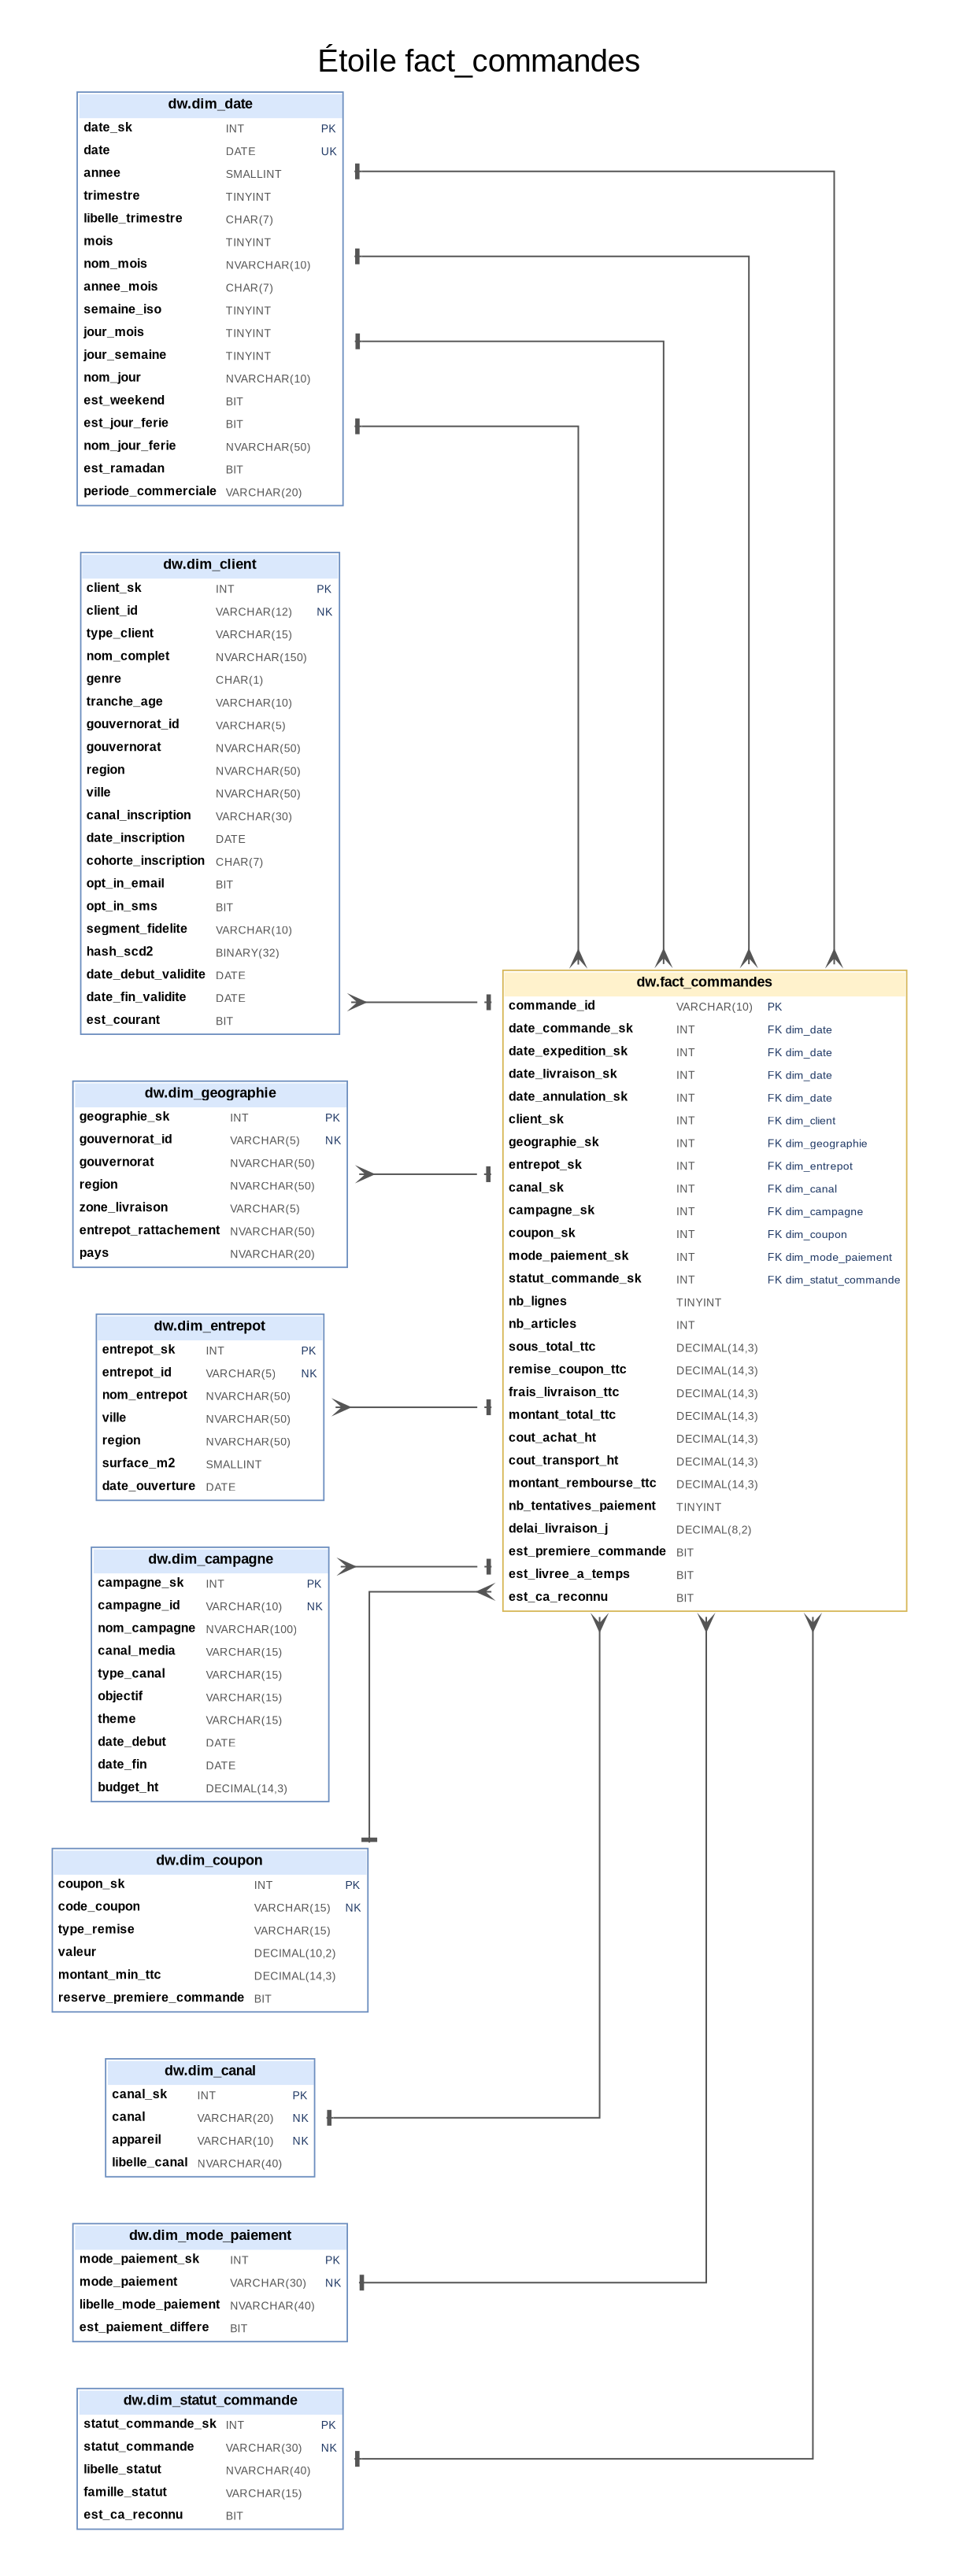 Étoile fact_commandes
dw.dim_date
date_sk INT PK
date DATE UK
annee SMALLINT
trimestre TINYINT
libelle_trimestre CHAR(7)
mois TINYINT
nom_mois NVARCHAR(10)
annee_mois CHAR(7)
semaine_iso TINYINT
jour_mois TINYINT
jour_semaine TINYINT
nom_jour NVARCHAR(10)
est_weekend BIT
est_jour_ferie BIT
nom_jour_ferie NVARCHAR(50)
est_ramadan BIT
periode_commerciale VARCHAR(20)
dw.dim_client
client_sk INT PK
client_id VARCHAR(12) NK
type_client VARCHAR(15)
nom_complet NVARCHAR(150)
genre CHAR(1)
tranche_age VARCHAR(10)
gouvernorat_id VARCHAR(5)
gouvernorat NVARCHAR(50)
region NVARCHAR(50)
ville NVARCHAR(50)
canal_inscription VARCHAR(30)
date_inscription DATE
cohorte_inscription CHAR(7)
opt_in_email BIT
opt_in_sms BIT
segment_fidelite VARCHAR(10)
hash_scd2 BINARY(32)
date_debut_validite DATE
date_fin_validite DATE
est_courant BIT
dw.fact_commandes
commande_id VARCHAR(10) PK
date_commande_sk INT FK dim_date
date_expedition_sk INT FK dim_date
date_livraison_sk INT FK dim_date
date_annulation_sk INT FK dim_date
client_sk INT FK dim_client
geographie_sk INT FK dim_geographie
entrepot_sk INT FK dim_entrepot
canal_sk INT FK dim_canal
campagne_sk INT FK dim_campagne
coupon_sk INT FK dim_coupon
mode_paiement_sk INT FK dim_mode_paiement
statut_commande_sk INT FK dim_statut_commande
nb_lignes TINYINT
nb_articles INT
sous_total_ttc DECIMAL(14,3)
remise_coupon_ttc DECIMAL(14,3)
frais_livraison_ttc DECIMAL(14,3)
montant_total_ttc DECIMAL(14,3)
cout_achat_ht DECIMAL(14,3)
cout_transport_ht DECIMAL(14,3)
montant_rembourse_ttc DECIMAL(14,3)
nb_tentatives_paiement TINYINT
delai_livraison_j DECIMAL(8,2)
est_premiere_commande BIT
est_livree_a_temps BIT
est_ca_reconnu BIT
dw.dim_geographie
geographie_sk INT PK
gouvernorat_id VARCHAR(5) NK
gouvernorat NVARCHAR(50)
region NVARCHAR(50)
zone_livraison VARCHAR(5)
entrepot_rattachement NVARCHAR(50)
pays NVARCHAR(20)
dw.dim_entrepot
entrepot_sk INT PK
entrepot_id VARCHAR(5) NK
nom_entrepot NVARCHAR(50)
ville NVARCHAR(50)
region NVARCHAR(50)
surface_m2 SMALLINT
date_ouverture DATE
dw.dim_campagne
campagne_sk INT PK
campagne_id VARCHAR(10) NK
nom_campagne NVARCHAR(100)
canal_media VARCHAR(15)
type_canal VARCHAR(15)
objectif VARCHAR(15)
theme VARCHAR(15)
date_debut DATE
date_fin DATE
budget_ht DECIMAL(14,3)
dw.dim_coupon
coupon_sk INT PK
code_coupon VARCHAR(15) NK
type_remise VARCHAR(15)
valeur DECIMAL(10,2)
montant_min_ttc DECIMAL(14,3)
reserve_premiere_commande BIT
dw.dim_canal
canal_sk INT PK
canal VARCHAR(20) NK
appareil VARCHAR(10) NK
libelle_canal NVARCHAR(40)
dw.dim_mode_paiement
mode_paiement_sk INT PK
mode_paiement VARCHAR(30) NK
libelle_mode_paiement NVARCHAR(40)
est_paiement_differe BIT
dw.dim_statut_commande
statut_commande_sk INT PK
statut_commande VARCHAR(30) NK
libelle_statut NVARCHAR(40)
famille_statut VARCHAR(15)
est_ca_reconnu BIT